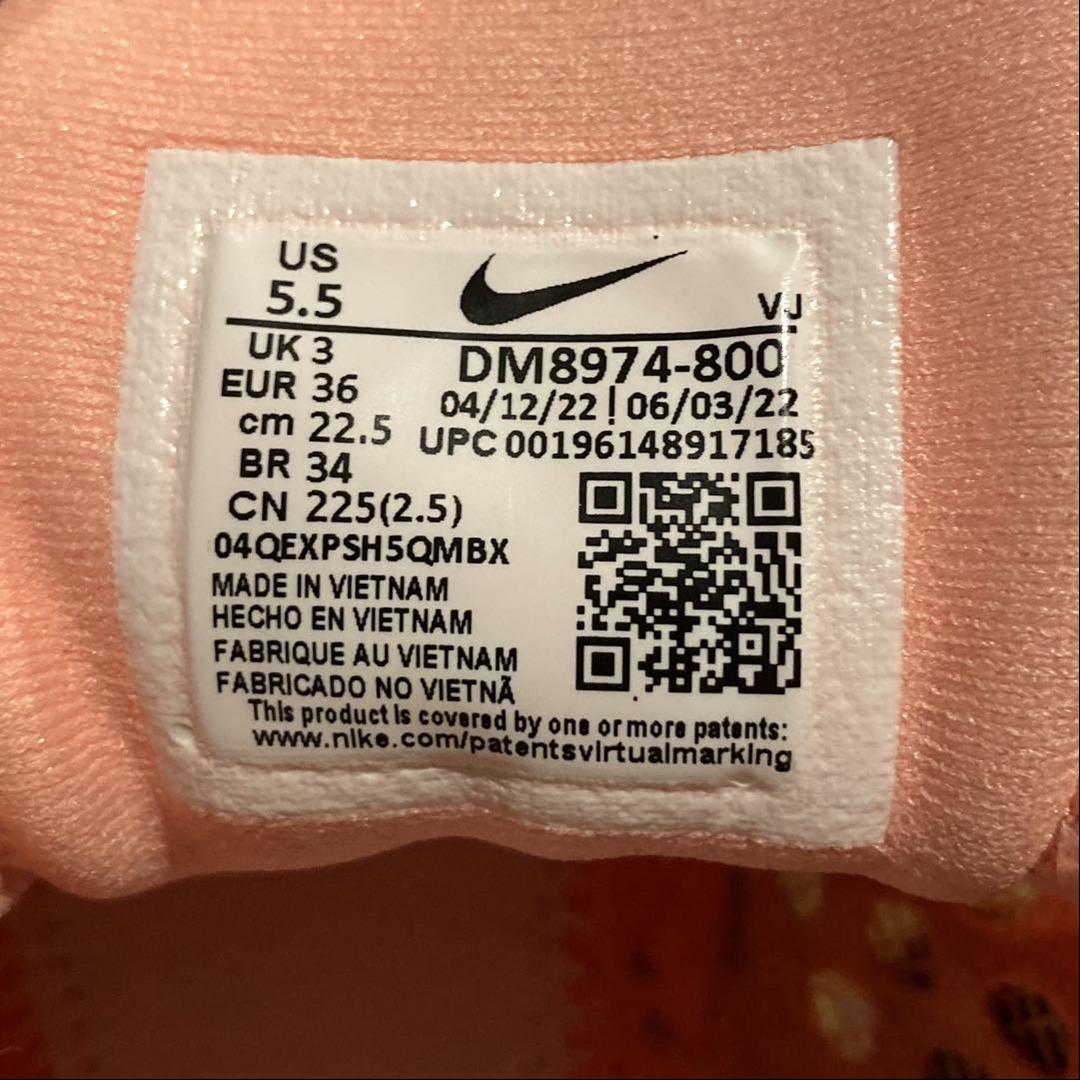 US
5.5
VJ
UK 3
DM8974-800
EUR 36
04/12/22 | 06/03/22
cm 22.5
UPC 00196148917185
BR 34
CN 225(2.5)
04QEXPSH5QMBX
MADE IN VIETNAM
HECHO EN VIETNAM
FABRIQUE AU VIETNAM
FABRICADO NO VIETNÃ
This product is covered by one or more patents:
www.nike.com/patentsvirtualmarking